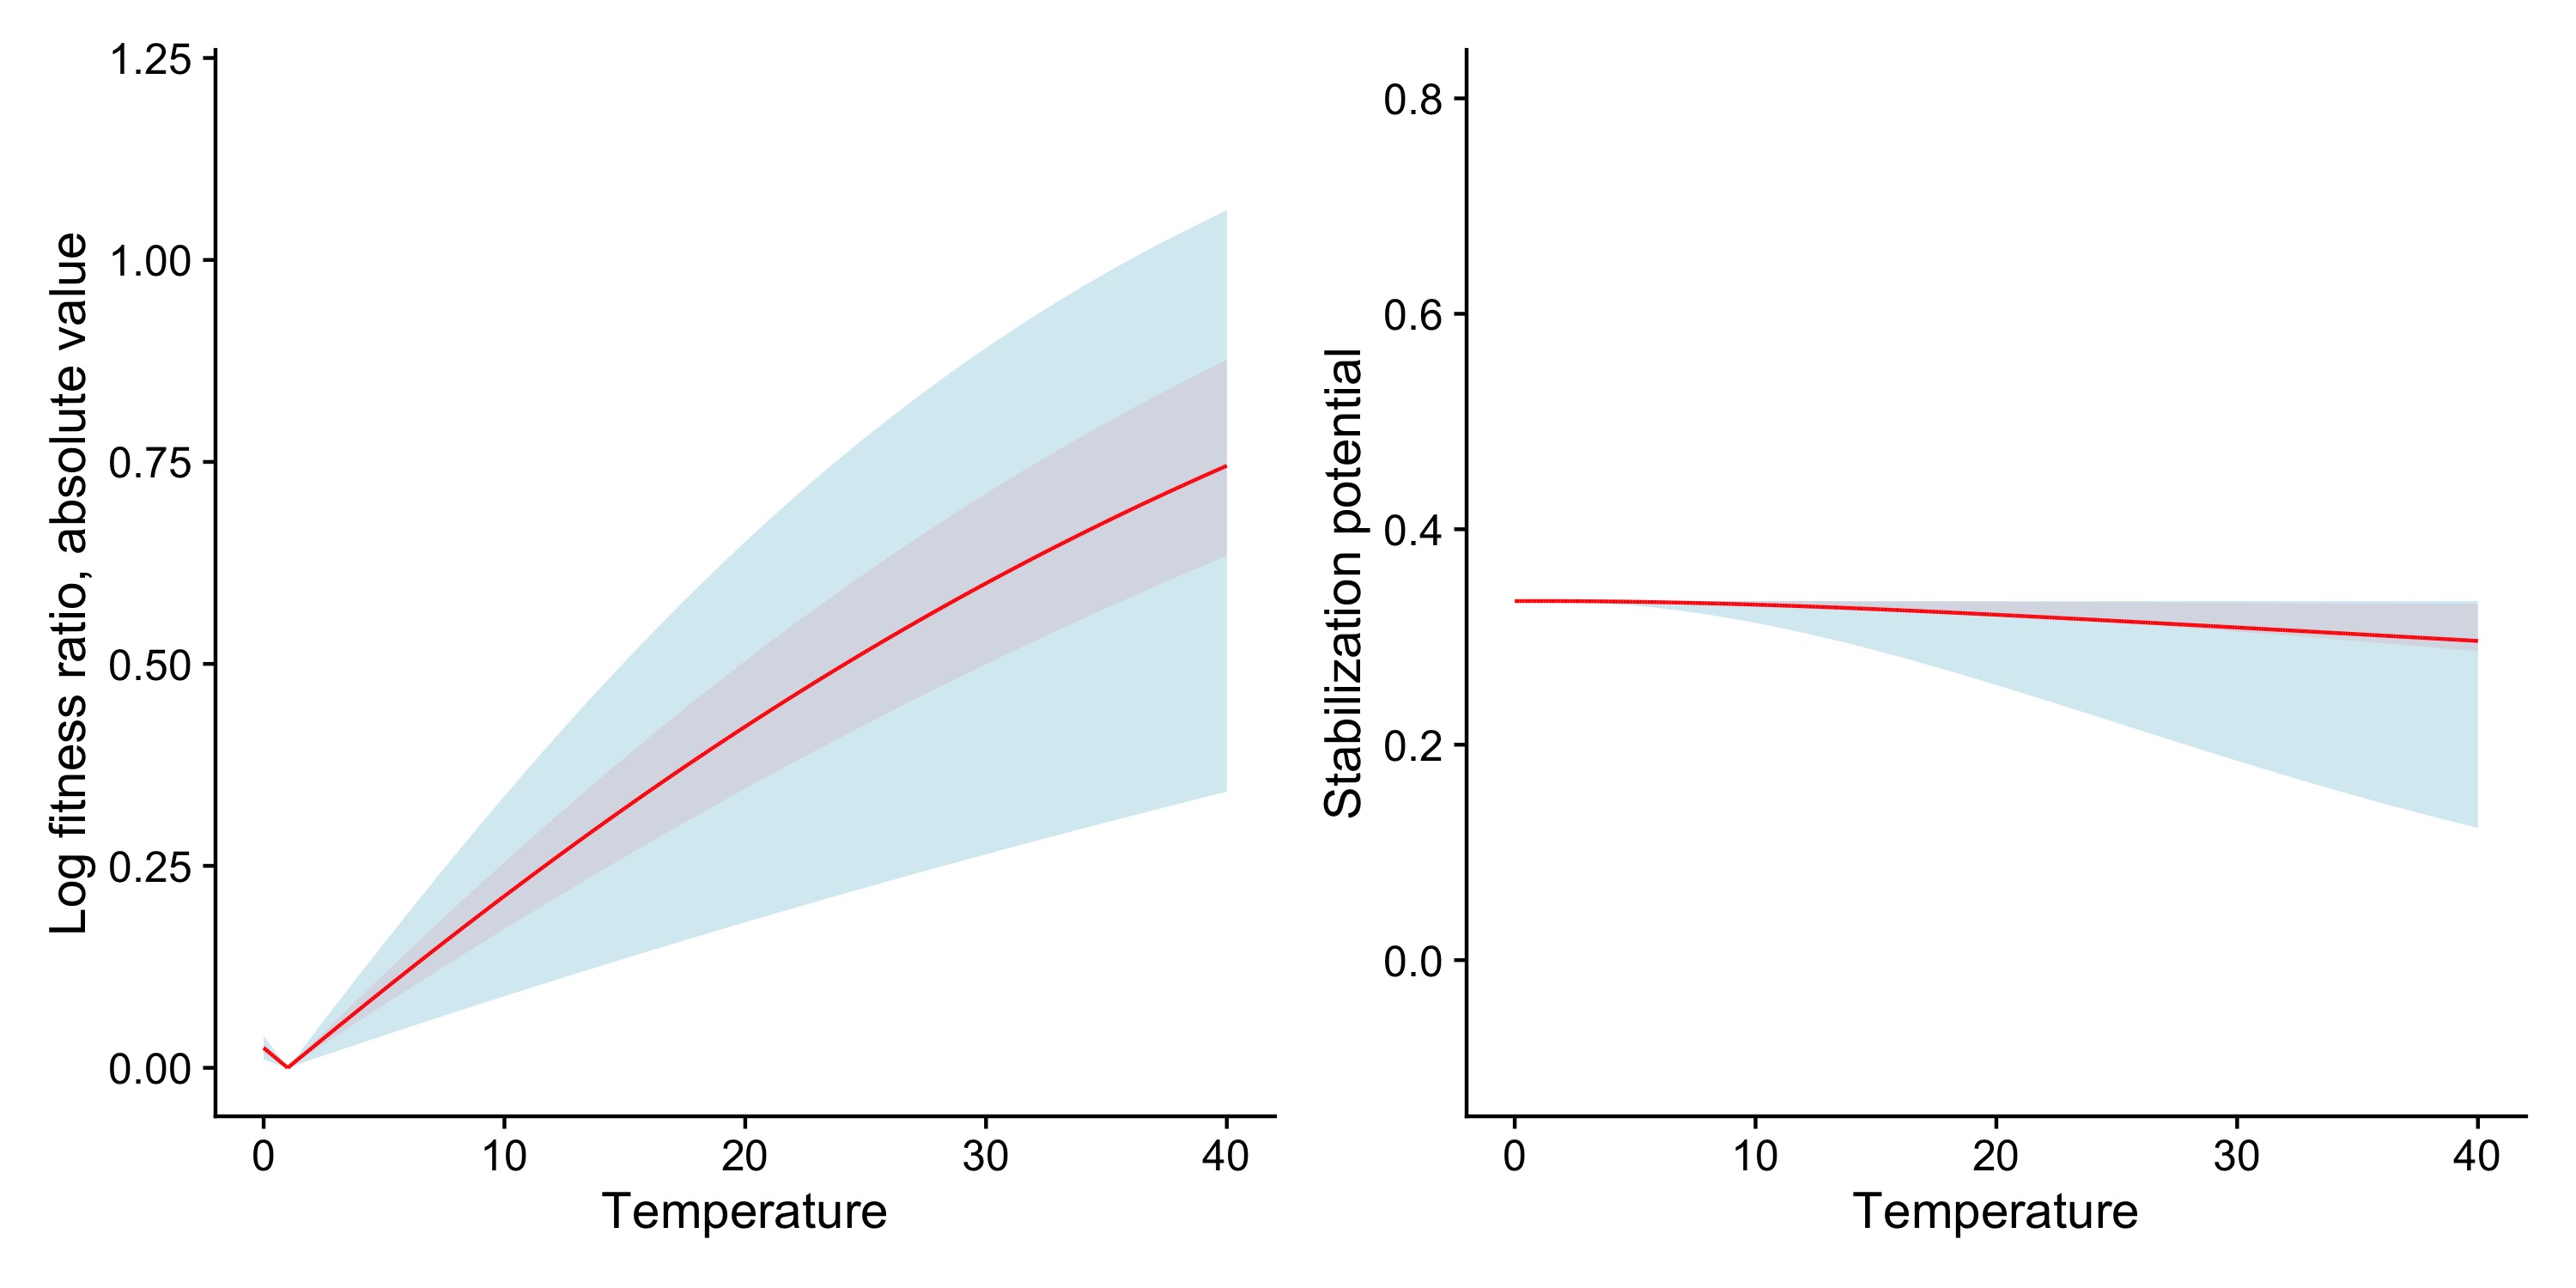 Log fitness ratio, absolute value
1.25
1.00
0.75
0.50
0.25
0.00
0 10 20 30 40
Temperature
Stabilization potential
0.8
0.6
0.4
0.2
0.0
0 10 20 30 40
Temperature